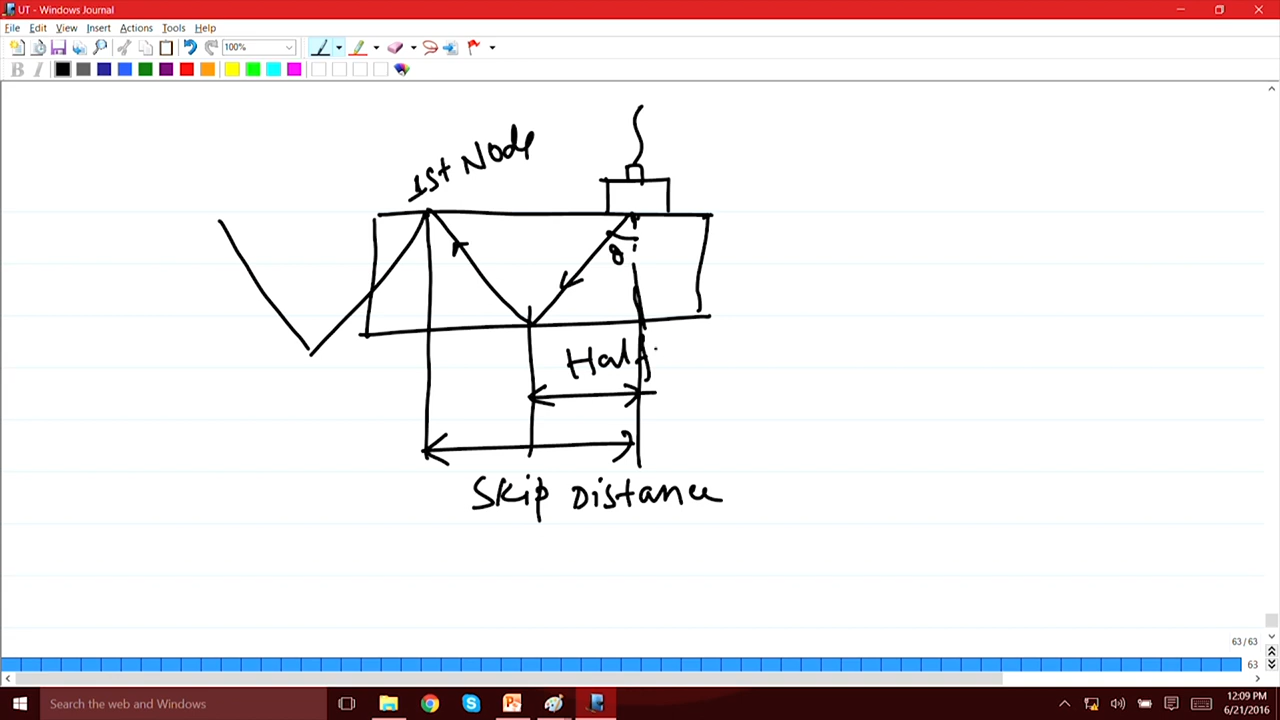 UT - Windows Journal
File Edit View Insert Actions Tools Help
100%
B I
1st Node
θ
Half
Skip Distance
63/63
63
Search the web and Windows
12:09 PM
6/21/2016